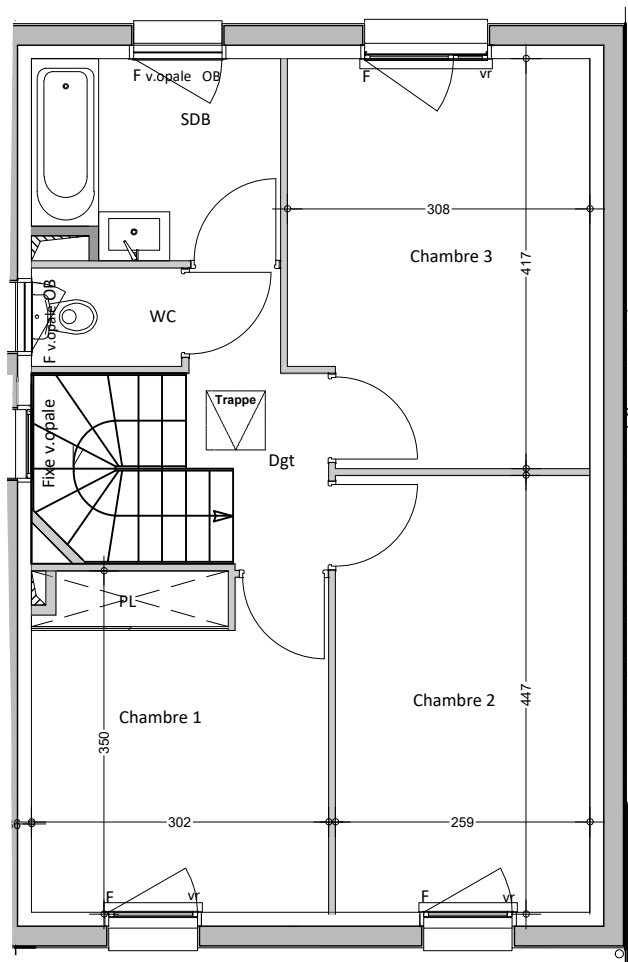 F v.opale OB
F
vr
SDB
308
Chambre 3
417
F v.opale OB
WC
Trappe
Fixe v.opale
Dgt
PL
Chambre 1
350
Chambre 2
447
302
259
F
vr
F
vr